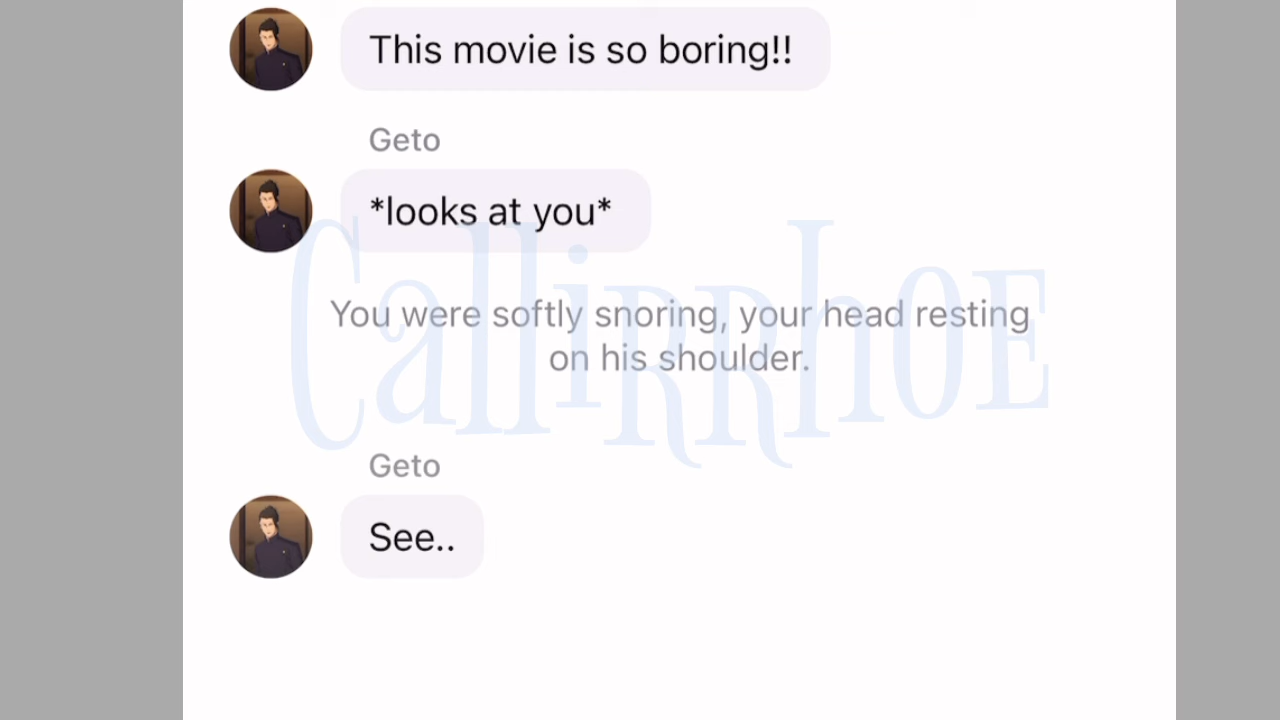 This movie is so boring!!
Geto
*looks at you*
CallirrhoE
You were softly snoring, your head resting
on his shoulder.
Geto
See..